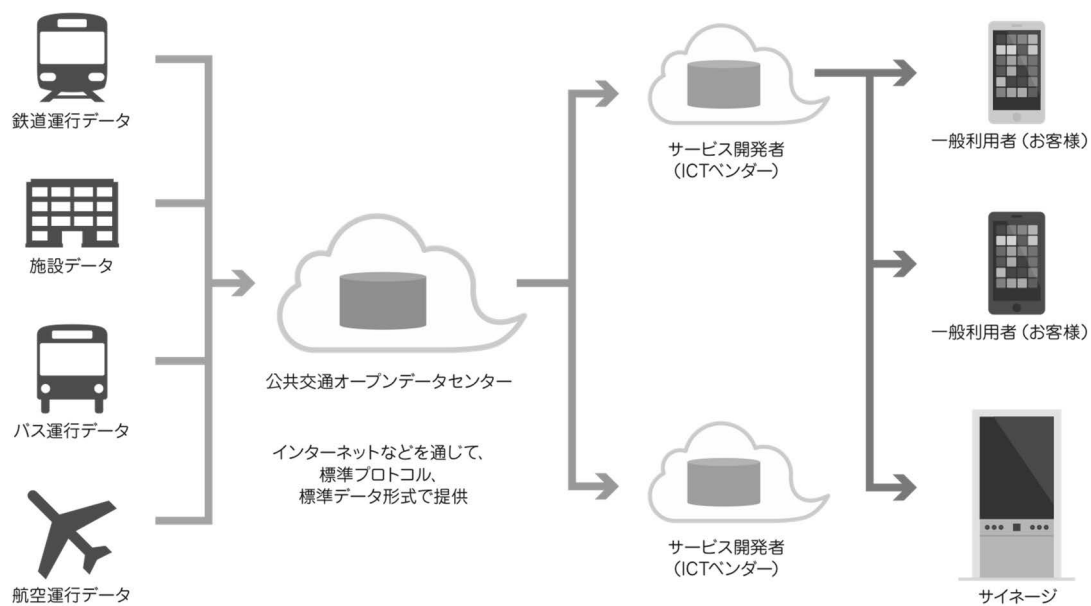 鉄道運行データ
施設データ
バス運行データ
航空運行データ
公共交通オープンデータセンター
インターネットなどを通じて、
標準プロトコル、
標準データ形式で提供
サービス開発者
（ICTベンダー）
サービス開発者
（ICTベンダー）
一般利用者（お客様）
一般利用者（お客様）
サイネージ